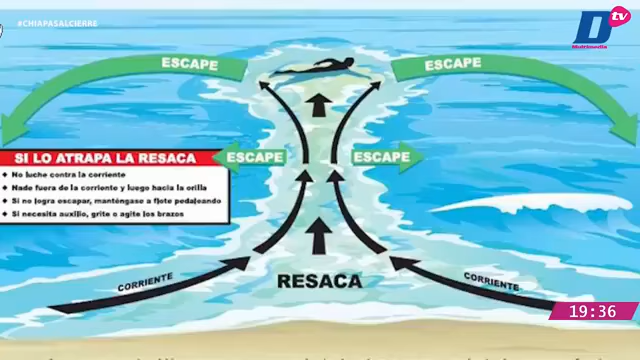 #CHIAPASALCIERRE
D tv
Multimedia
ESCAPE
ESCAPE
SI LO ATRAPA LA RESACA
ESCAPE
ESCAPE
No luche contra la corriente
Nade fuera de la corriente y luego hacia la orilla
Si no logra escapar, manténgase a flote pedaleando
Si necesita auxilio, grite o agite los brazos
CORRIENTE
RESACA
CORRIENTE
19:36